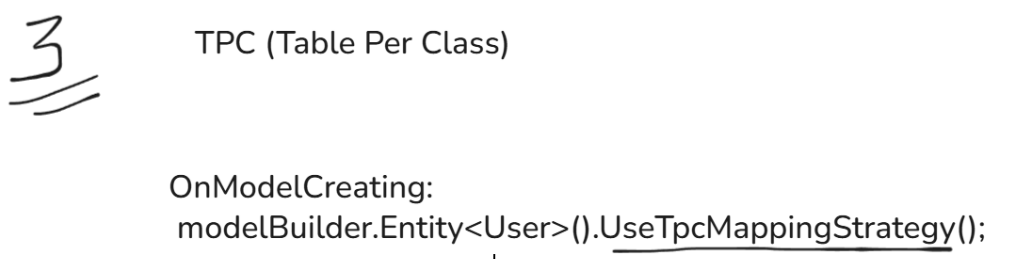 3
TPC (Table Per Class)
OnModelCreating:
modelBuilder.Entity<User>().UseTpcMappingStrategy();